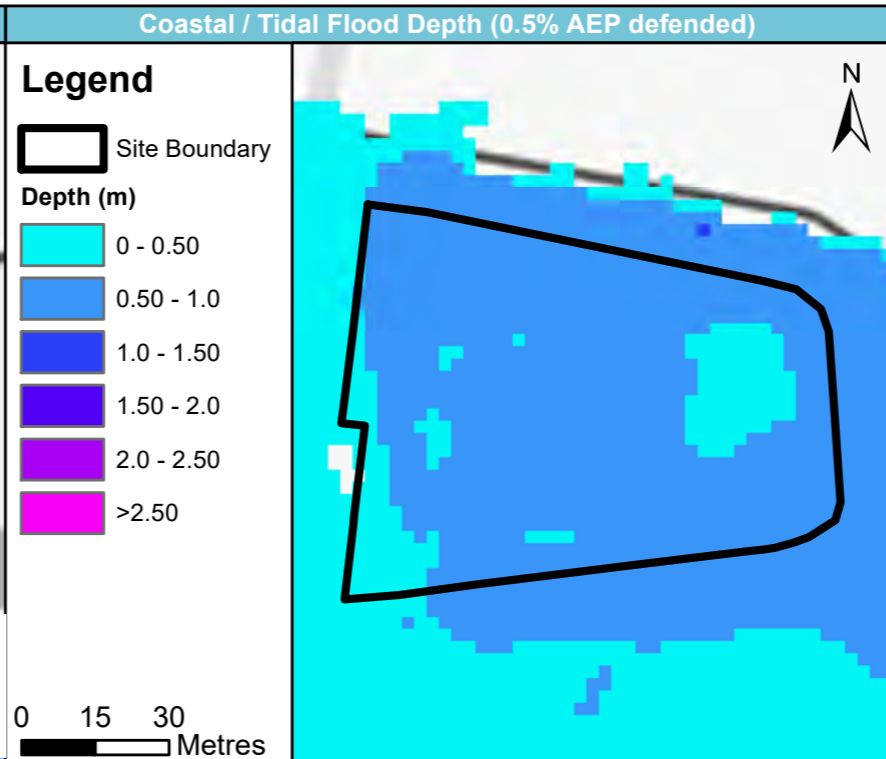 Coastal / Tidal Flood Depth (0.5% AEP defended)
Legend
Site Boundary
Depth (m)
0 - 0.50
0.50 - 1.0
1.0 - 1.50
1.50 - 2.0
2.0 - 2.50
>2.50
0 15 30
Metres
N